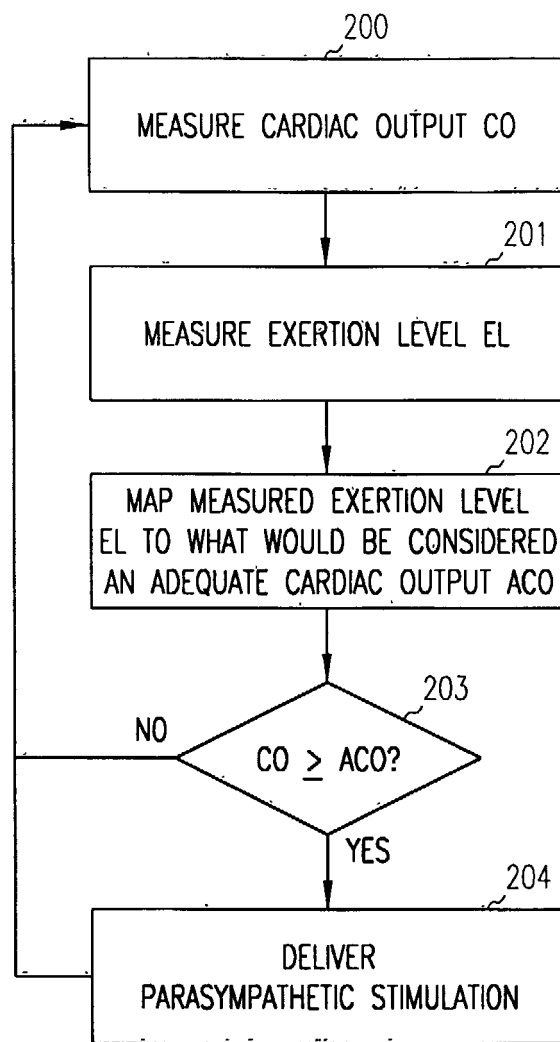 200
MEASURE CARDIAC OUTPUT CO
201
MEASURE EXERTION LEVEL EL
202
MAP MEASURED EXERTION LEVEL
EL TO WHAT WOULD BE CONSIDERED
AN ADEQUATE CARDIAC OUTPUT ACO
203
NO
CO ≥ ACO?
YES
204
DELIVER
PARASYMPATHETIC STIMULATION